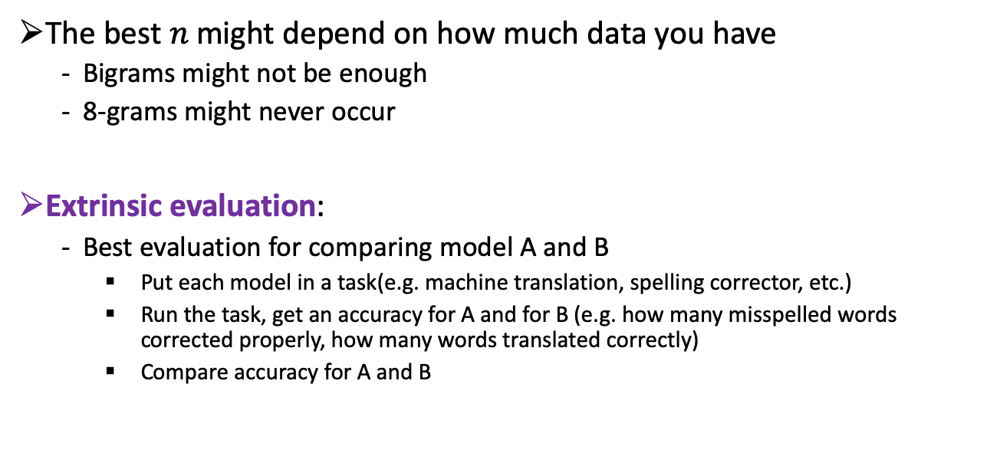 ➢The best n might depend on how much data you have
- Bigrams might not be enough
- 8-grams might never occur
➢Extrinsic evaluation:
- Best evaluation for comparing model A and B
▪ Put each model in a task(e.g. machine translation, spelling corrector, etc.)
▪ Run the task, get an accuracy for A and for B (e.g. how many misspelled words
corrected properly, how many words translated correctly)
▪ Compare accuracy for A and B